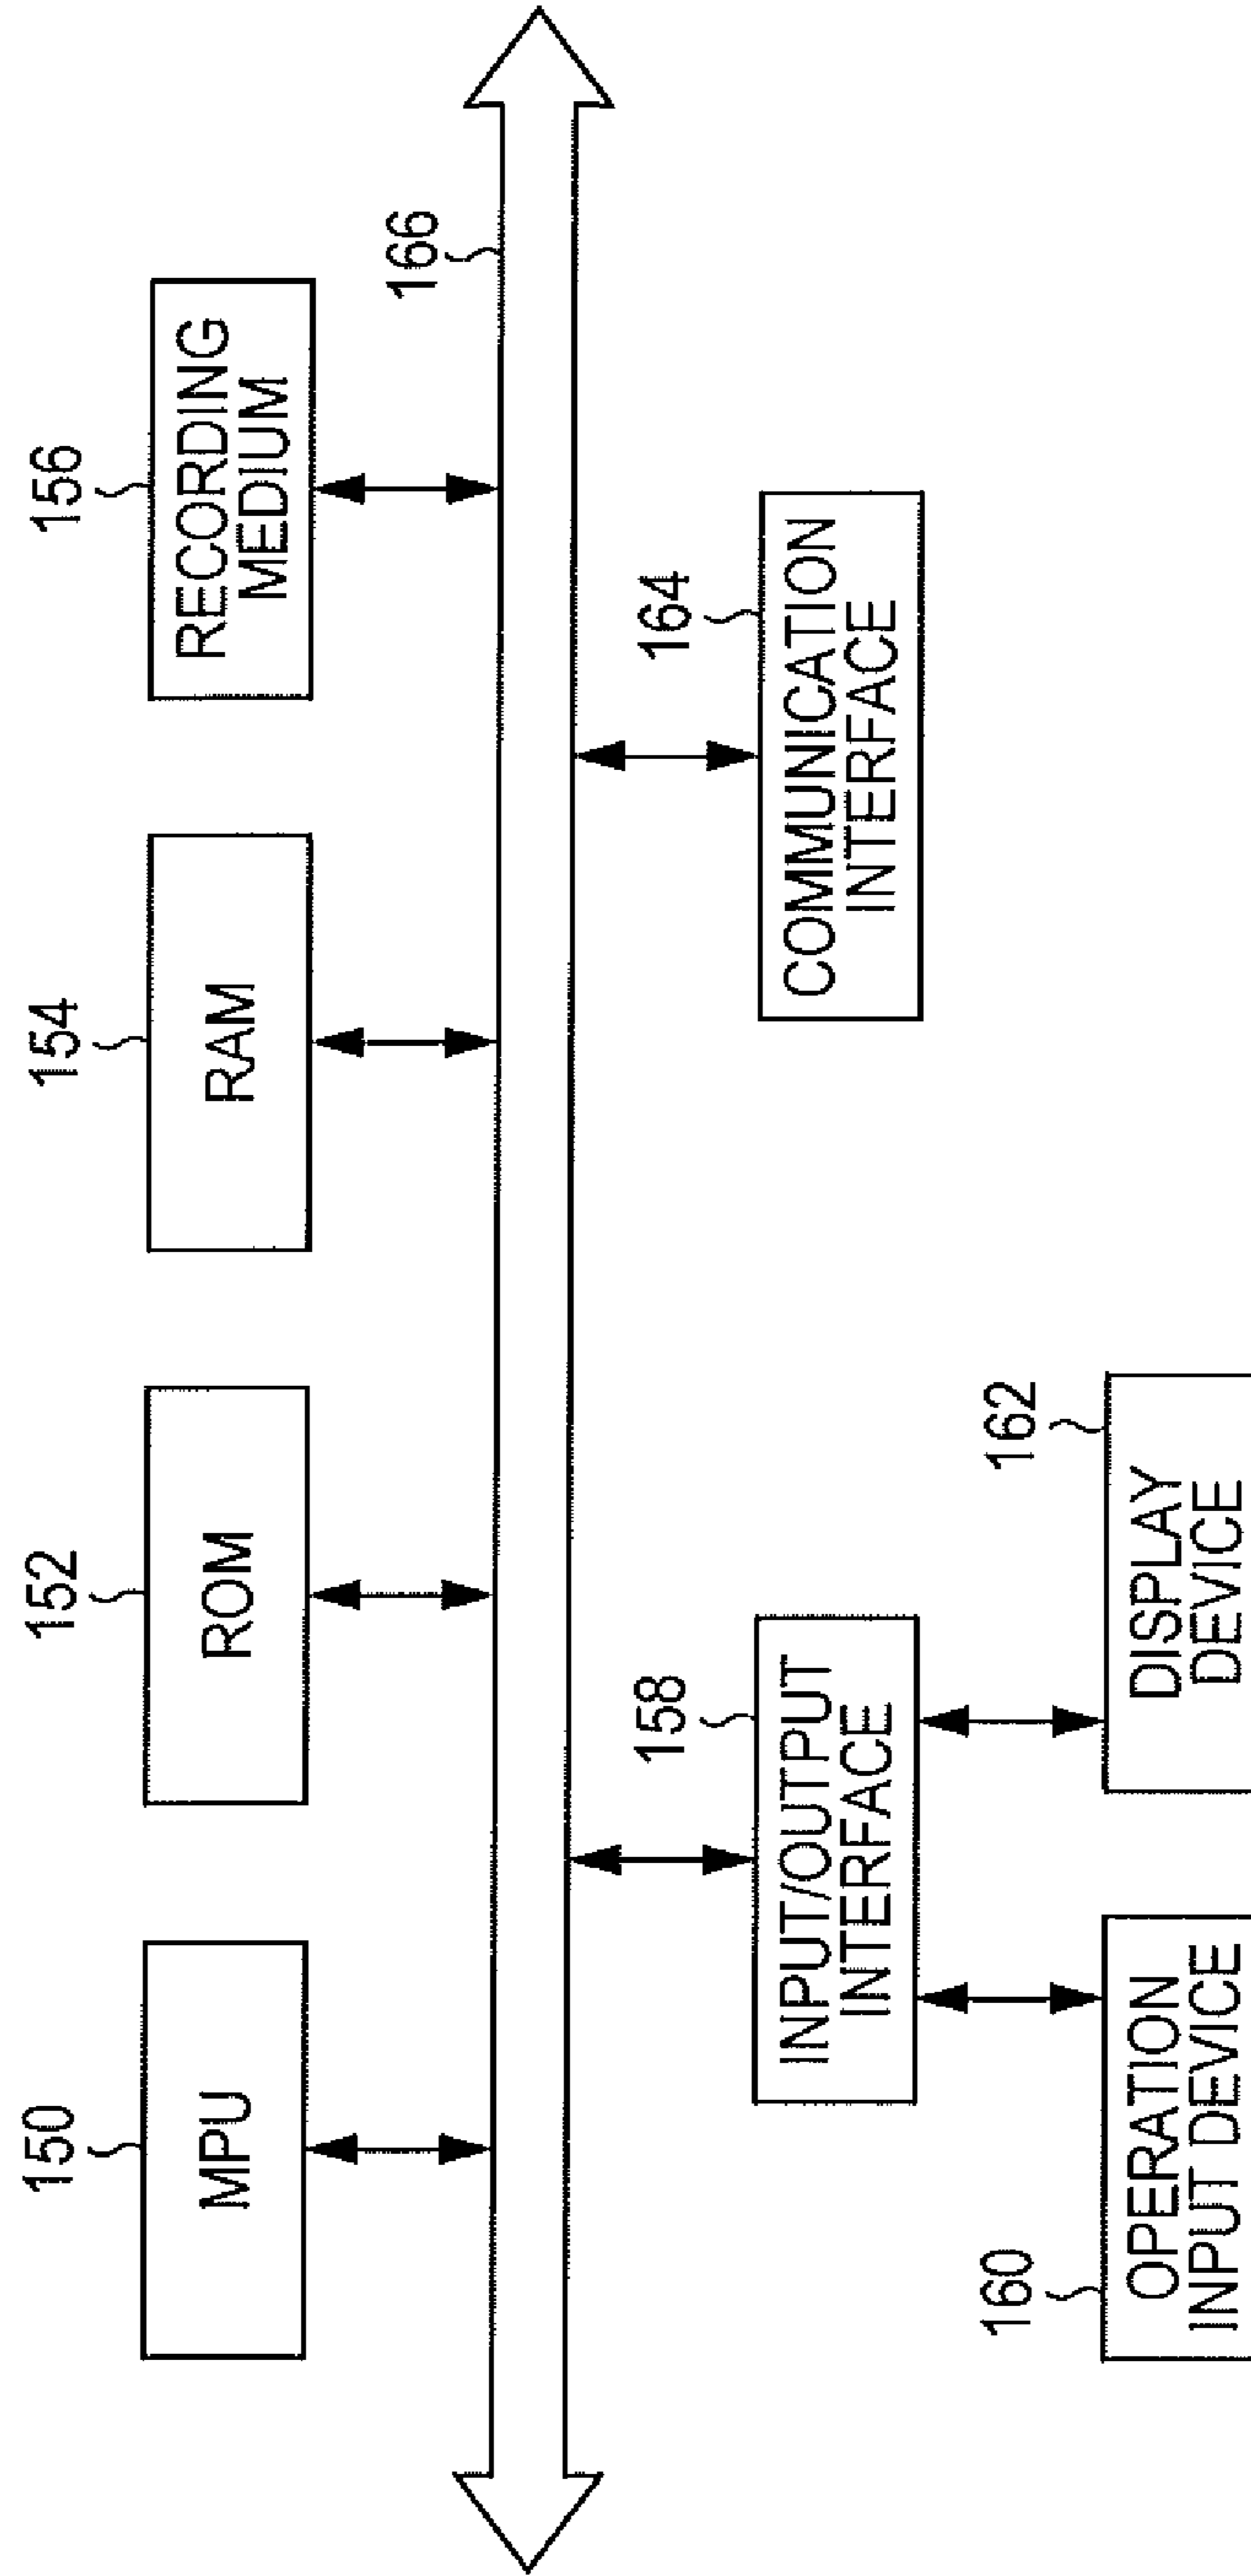 150
MPU
152
ROM
154
RAM
156
RECORDING
MEDIUM
166
158
INPUT/OUTPUT
INTERFACE
164
COMMUNICATION
INTERFACE
160
OPERATION
INPUT DEVICE
162
DISPLAY
DEVICE